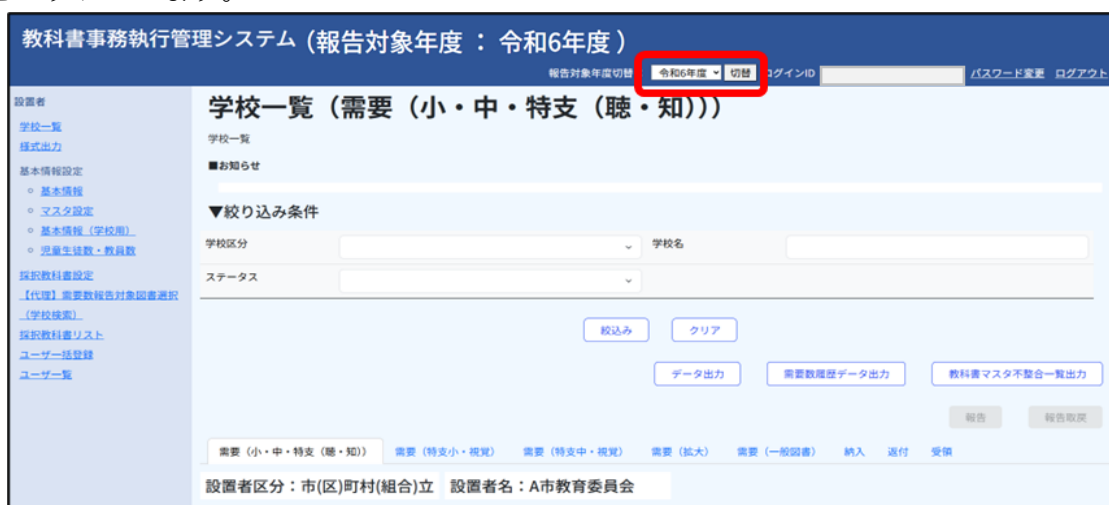 教科書事務執行管理システム (報告対象年度 ： 令和6年度 )
報告対象年度切替 令和6年度 切替 ログインID パスワード変更 ログアウト
設置者
学校一覧
様式出力
基本情報設定
基本情報
マスタ設定
基本情報（学校用）
児童生徒数・教員数
採択教科書設定
【代理】需要数報告対象図書選択
（学校検索）
採択教科書リスト
ユーザ一括登録
ユーザ一覧
学校一覧（需要（小・中・特支（聴・知)））
学校一覧
■お知らせ
▼絞り込み条件
学校区分 学校名
ステータス
絞込み クリア
データ出力 需要数履歴データ出力 教科書マスタ不整合一覧出力
報告 報告取戻
需要（小・中・特支（聴・知）） 需要（特支小・視覚） 需要（特支中・視覚） 需要（拡大） 需要（一般図書） 納入 返付 受領
設置者区分：市(区)町村(組合)立 設置者名：A市教育委員会